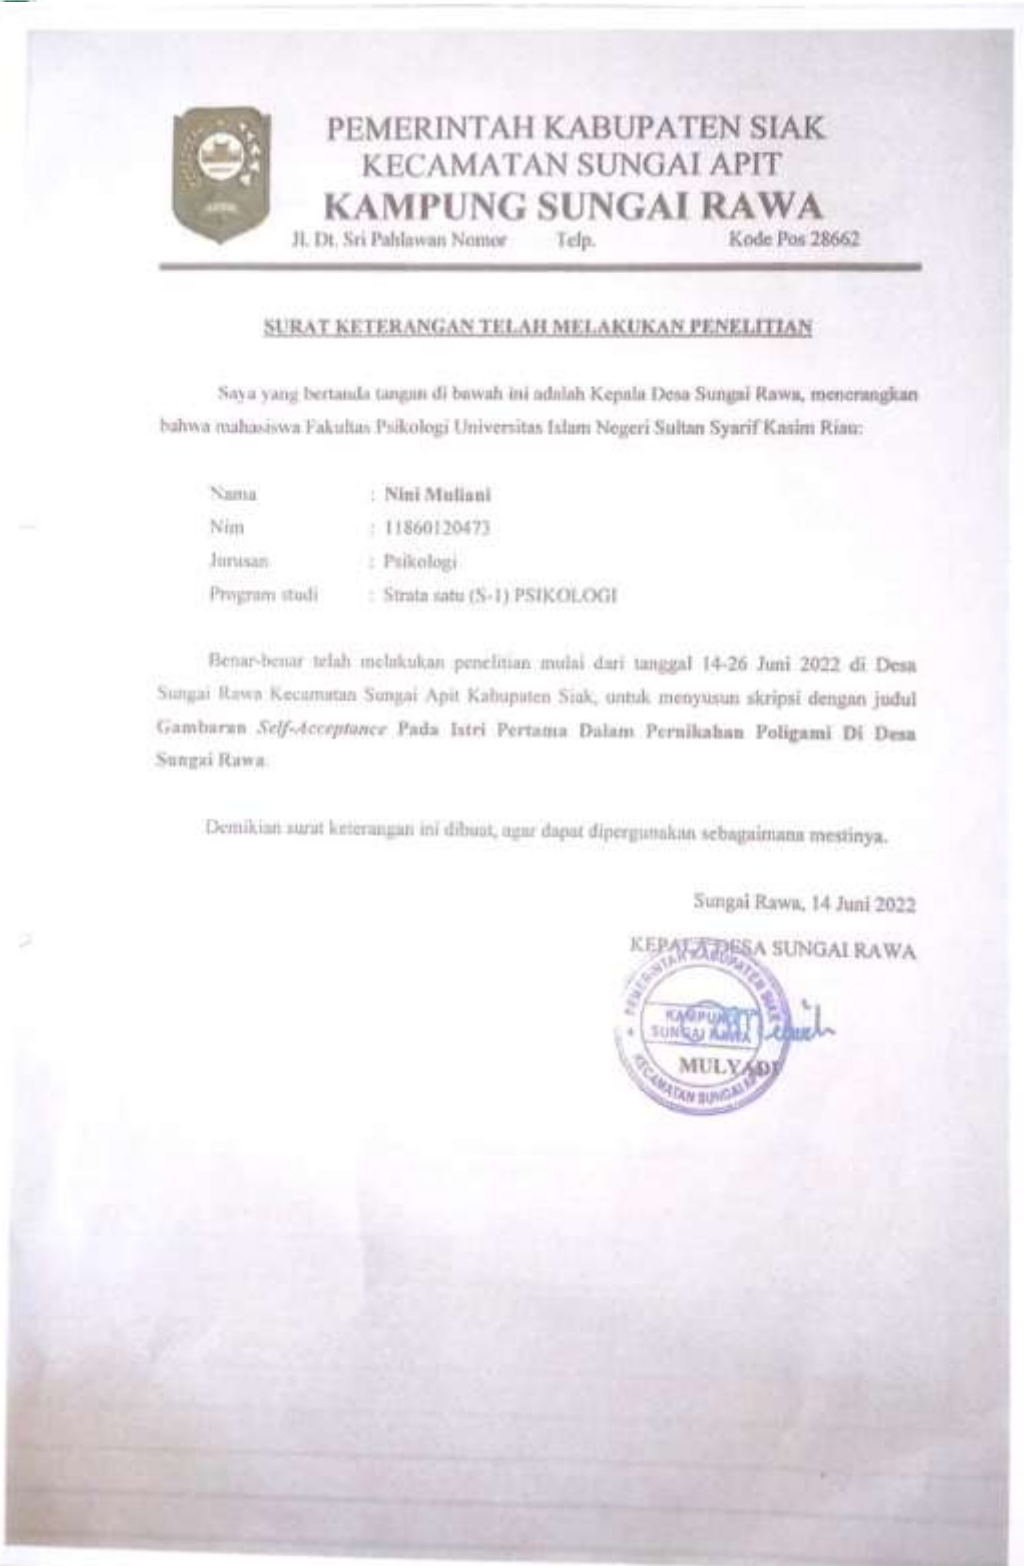 PEMERINTAH KABUPATEN SIAK
KECAMATAN SUNGAI APIT
KAMPUNG SUNGAI RAWA
Jl. Dt. Sri Pahlawan Nomor Telp. Kode Pos 28662
SURAT KETERANGAN TELAH MELAKUKAN PENELITIAN
Saya yang bertanda tangan di bawah ini adalah Kepala Desa Sungai Rawa, menerangkan
bahwa mahasiswa Fakultas Psikologi Universitas Islam Negeri Sultan Syarif Kasim Riau:
Nama : Nini Muliani
Nim : 11860120473
Jurusan : Psikologi
Program studi : Strata satu (S-1) PSIKOLOGI
Benar-benar telah melakukan penelitian mulai dari tanggal 14-26 Juni 2022 di Desa
Sungai Rawa Kecamatan Sungai Apit Kabupaten Siak, untuk menyusun skripsi dengan judul
Gambaran Self-Acceptance Pada Istri Pertama Dalam Pernikahan Poligami Di Desa
Sungai Rawa.
Demikian surat keterangan ini dibuat, agar dapat dipergunakan sebagaimana mestinya.
Sungai Rawa, 14 Juni 2022
KEPALA DESA SUNGAI RAWA
PEMERINTAH KABUPATEN SIAK
KAMPUNG
SUNGAI RAWA
MULYADI
KECAMATAN SUNGAI APIT